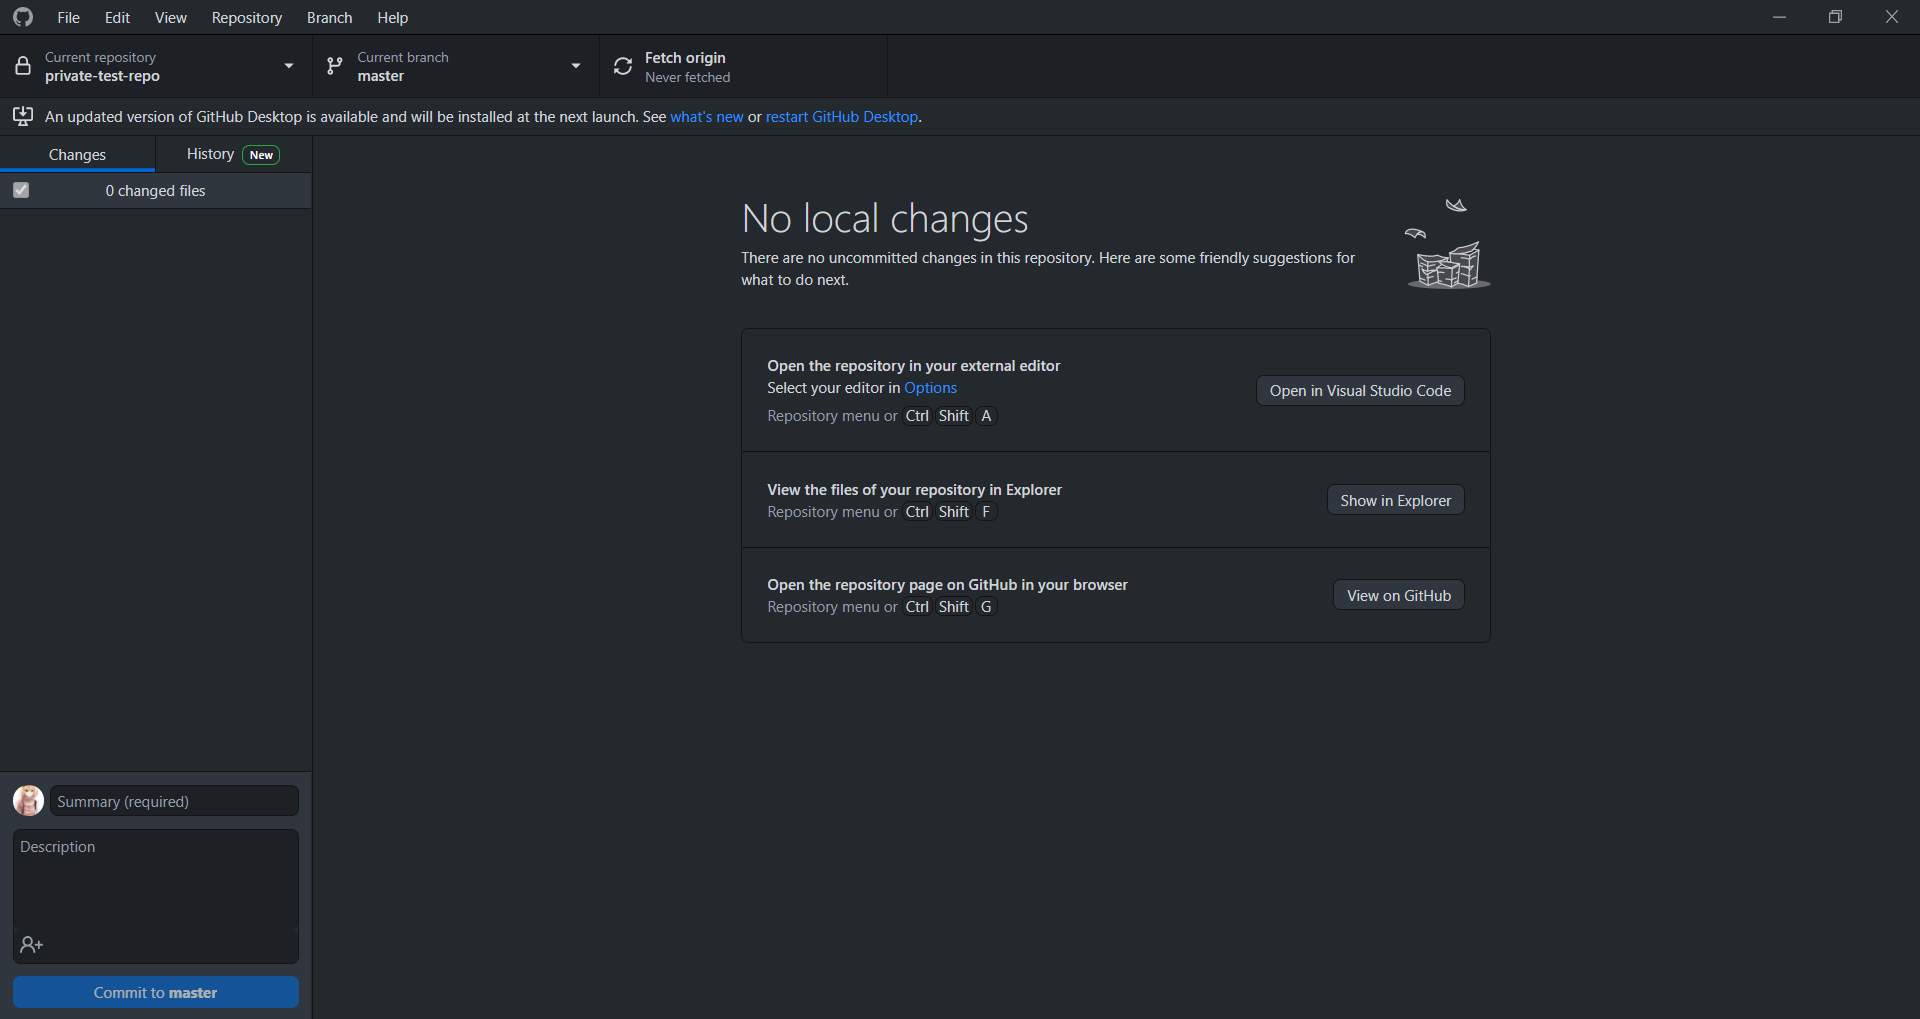 File Edit View Repository Branch Help
Current repository
private-test-repo
Current branch
master
Fetch origin
Never fetched
An updated version of GitHub Desktop is available and will be installed at the next launch. See what's new or restart GitHub Desktop.
Changes
History New
0 changed files
No local changes
There are no uncommitted changes in this repository. Here are some friendly suggestions for
what to do next.
Open the repository in your external editor
Select your editor in Options
Repository menu or Ctrl Shift A
Open in Visual Studio Code
View the files of your repository in Explorer
Repository menu or Ctrl Shift F
Show in Explorer
Open the repository page on GitHub in your browser
Repository menu or Ctrl Shift G
View on GitHub
Summary (required)
Description
Commit to master